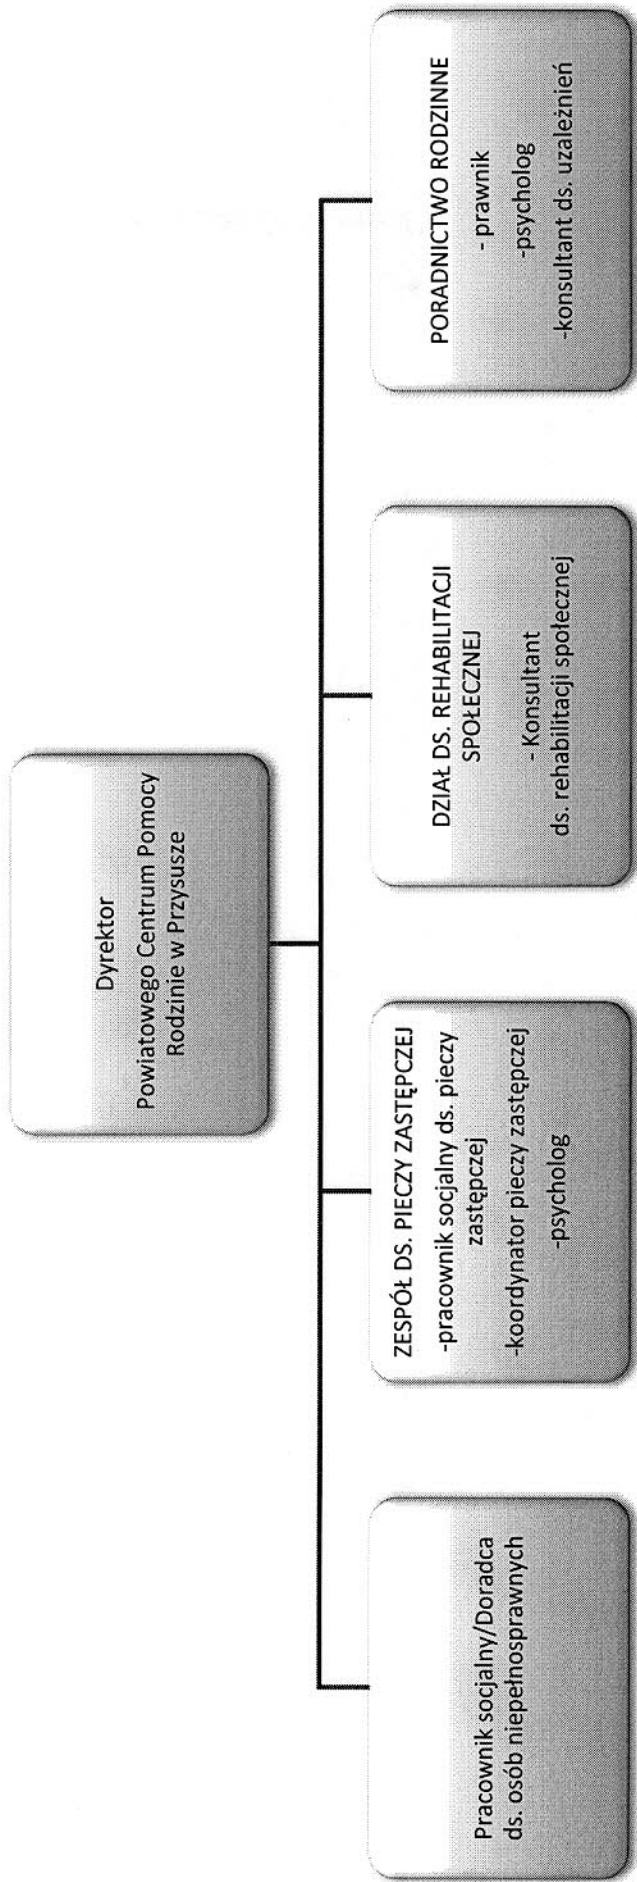 Dyrektor
Powiatowego Centrum Pomocy
Rodzinie w Przysusze
Pracownik socjalny/Doradca
ds. osób niepełnosprawnych
ZESPÓŁ DS. PIECZY ZASTĘPCZEJ
-pracownik socjalny ds. pieczy
zastępczej
-koordynator pieczy zastępczej
-psycholog
DZIAŁ DS. REHABILITACJI
SPOŁECZNEJ
- Konsultant
ds. rehabilitacji społecznej
PORADNICTWO RODZINNE
- prawnik
-psycholog
-konsultant ds. uzależnień